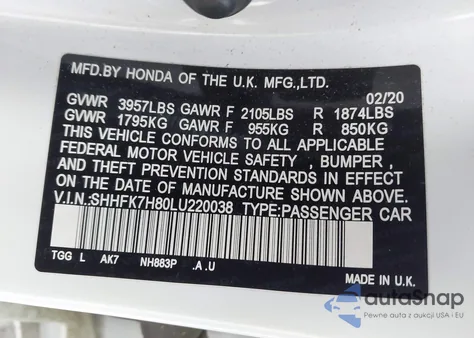 MFD.BY HONDA OF THE U.K. MFG.,LTD.
02/20
GVWR 3957LBS GAWR F 2105LBS R 1874LBS
GVWR 1795KG GAWR F 955KG R 850KG
THIS VEHICLE CONFORMS TO ALL APPLICABLE
FEDERAL MOTOR VEHICLE SAFETY , BUMPER ,
AND THEFT PREVENTION STANDARDS IN EFFECT
ON THE DATE OF MANUFACTURE SHOWN ABOVE.
V.I.N.:SHHFK7H80LU220038 TYPE:PASSENGER CAR
TGG L AK7 NH883P .A .U MADE IN U.K.
autaSnap
Pewne auta z aukcji USA i EU